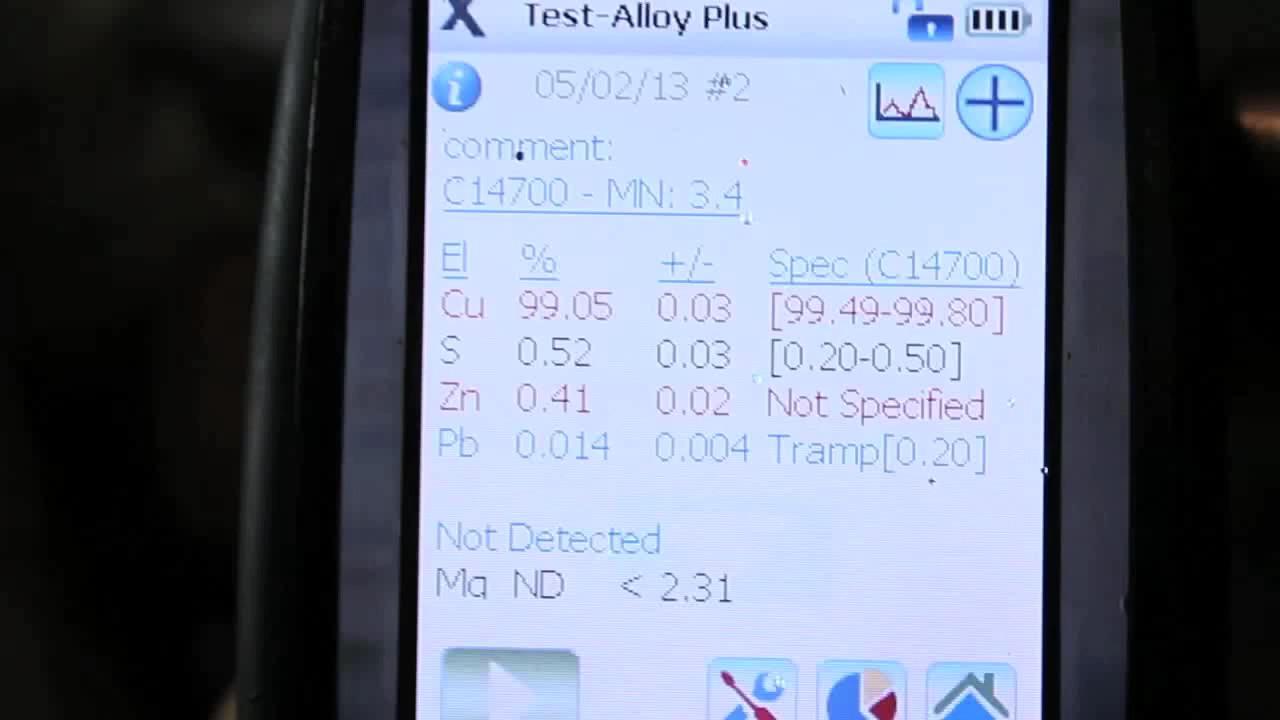 Test-Alloy Plus
05/02/13 #2
comment:
C14700 - MN: 3.4
El % +/- Spec (C14700)
Cu 99.05 0.03 [99.49-99.80]
S 0.52 0.03 [0.20-0.50]
Zn 0.41 0.02 Not Specified
Pb 0.014 0.004 Tramp[0.20]
Not Detected
Mg ND < 2.31